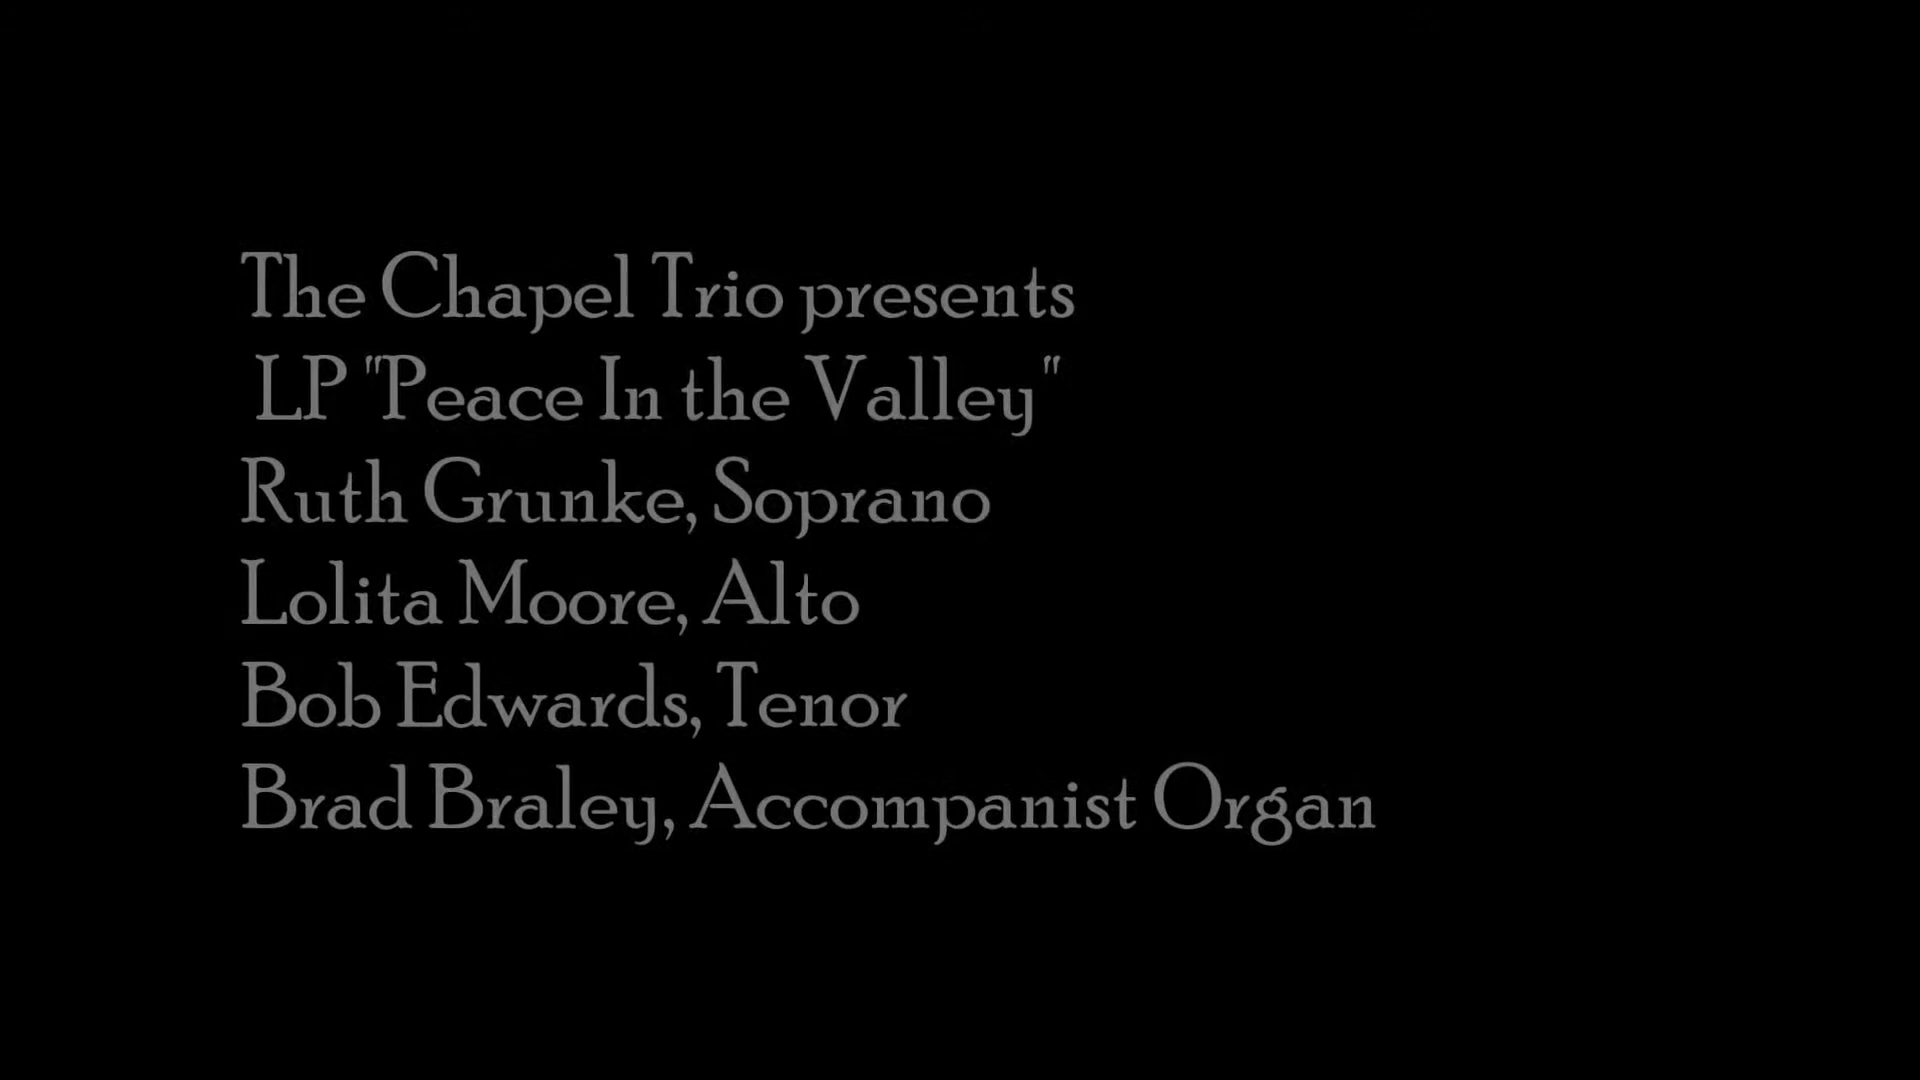 The Chapel Trio presents
LP "Peace In the Valley"
Ruth Grunke, Soprano
Lolita Moore, Alto
Bob Edwards, Tenor
Brad Braley, Accompanist Organ